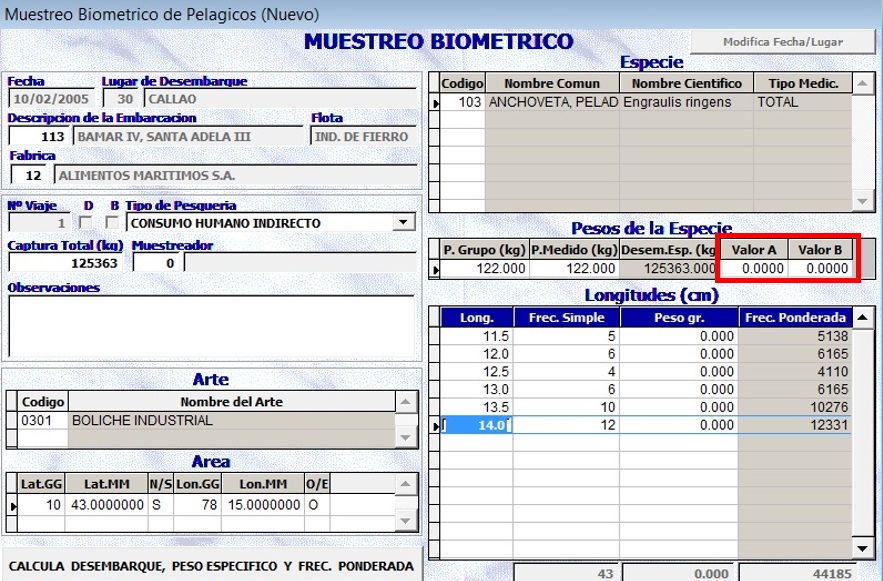 Muestreo Biometrico de Pelagicos (Nuevo)
MUESTREO BIOMETRICO
Modifica Fecha/Lugar
Fecha Lugar de Desembarque
10/02/2005 30 CALLAO
Descripcion de la Embarcacion Flota
113 BAMAR IV, SANTA ADELA III IND. DE FIERRO
Fabrica
12 ALIMENTOS MARITIMOS S.A.
Nº Viaje D B Tipo de Pesqueria
1 CONSUMO HUMANO INDIRECTO
Captura Total (kg) Muestreador
125363 0
Observaciones
Arte
Codigo Nombre del Arte
0301 BOLICHE INDUSTRIAL
Area
Lat.GG Lat.MM N/S Lon.GG Lon.MM O/E
10 43.0000000 S 78 15.0000000 O
CALCULA DESEMBARQUE, PESO ESPECIFICO Y FREC. PONDERADA
Especie
Codigo Nombre Comun Nombre Cientifico Tipo Medic.
103 ANCHOVETA, PELAD Engraulis ringens TOTAL
Pesos de la Especie
P. Grupo (kg) P.Medido (kg) Desem.Esp. (kg Valor A Valor B
122.000 122.000 125363.000 0.0000 0.0000
Longitudes (cm)
Long. Frec. Simple Peso gr. Frec. Ponderada
11.5 5 0.000 5138
12.0 6 0.000 6165
12.5 4 0.000 4110
13.0 6 0.000 6165
13.5 10 0.000 10276
14.0 12 0.000 12331
43 0.000 44185